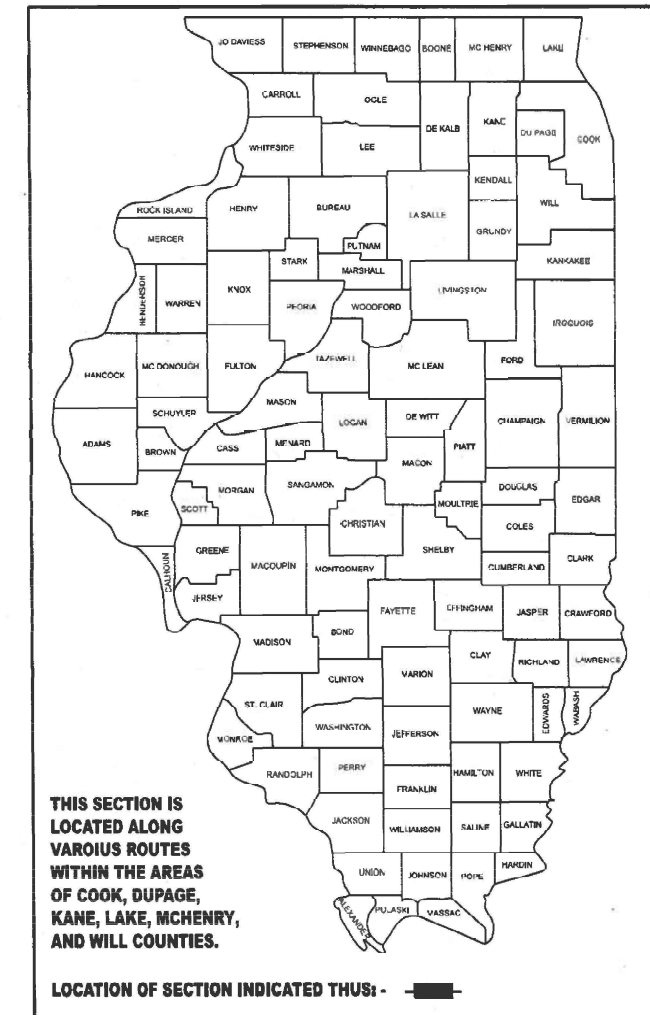 JO DAVIESS
STEPHENSON
WINNEBAGO
BOONE
MC HENRY
LAKE
CARROLL
OGLE
DE KALB
KANE
DU PAGE
COOK
WHITESIDE
LEE
KENDALL
WILL
ROCK ISLAND
HENRY
BUREAU
LA SALLE
GRUNDY
MERCER
PUTNAM
STARK
MARSHALL
KANKAKEE
HENDERSON
WARREN
KNOX
PEORIA
WOODFORD
LIVINGSTON
IROQUOIS
HANCOCK
MC DONOUGH
FULTON
TAZEWELL
MC LEAN
FORD
SCHUYLER
MASON
LOGAN
DE WITT
CHAMPAIGN
VERMILION
ADAMS
BROWN
CASS
MENARD
PIATT
MACON
PIKE
SCOTT
MORGAN
SANGAMON
CHRISTIAN
MOULTRIE
DOUGLAS
EDGAR
COLES
CALHOUN
GREENE
MACOUPIN
MONTGOMERY
SHELBY
CUMBERLAND
CLARK
JERSEY
FAYETTE
EFFINGHAM
JASPER
CRAWFORD
MADISON
BOND
CLAY
RICHLAND
LAWRENCE
CLINTON
MARION
ST. CLAIR
WAYNE
EDWARDS
WABASH
MONROE
WASHINGTON
JEFFERSON
RANDOLPH
PERRY
HAMILTON
WHITE
FRANKLIN
JACKSON
WILLIAMSON
SALINE
GALLATIN
UNION
JOHNSON
POPE
HARDIN
ALEXANDER
PULASKI
MASSAC
THIS SECTION IS
LOCATED ALONG
VAROIUS ROUTES
WITHIN THE AREAS
OF COOK, DUPAGE,
KANE, LAKE, MCHENRY,
AND WILL COUNTIES.
LOCATION OF SECTION INDICATED THUS: -